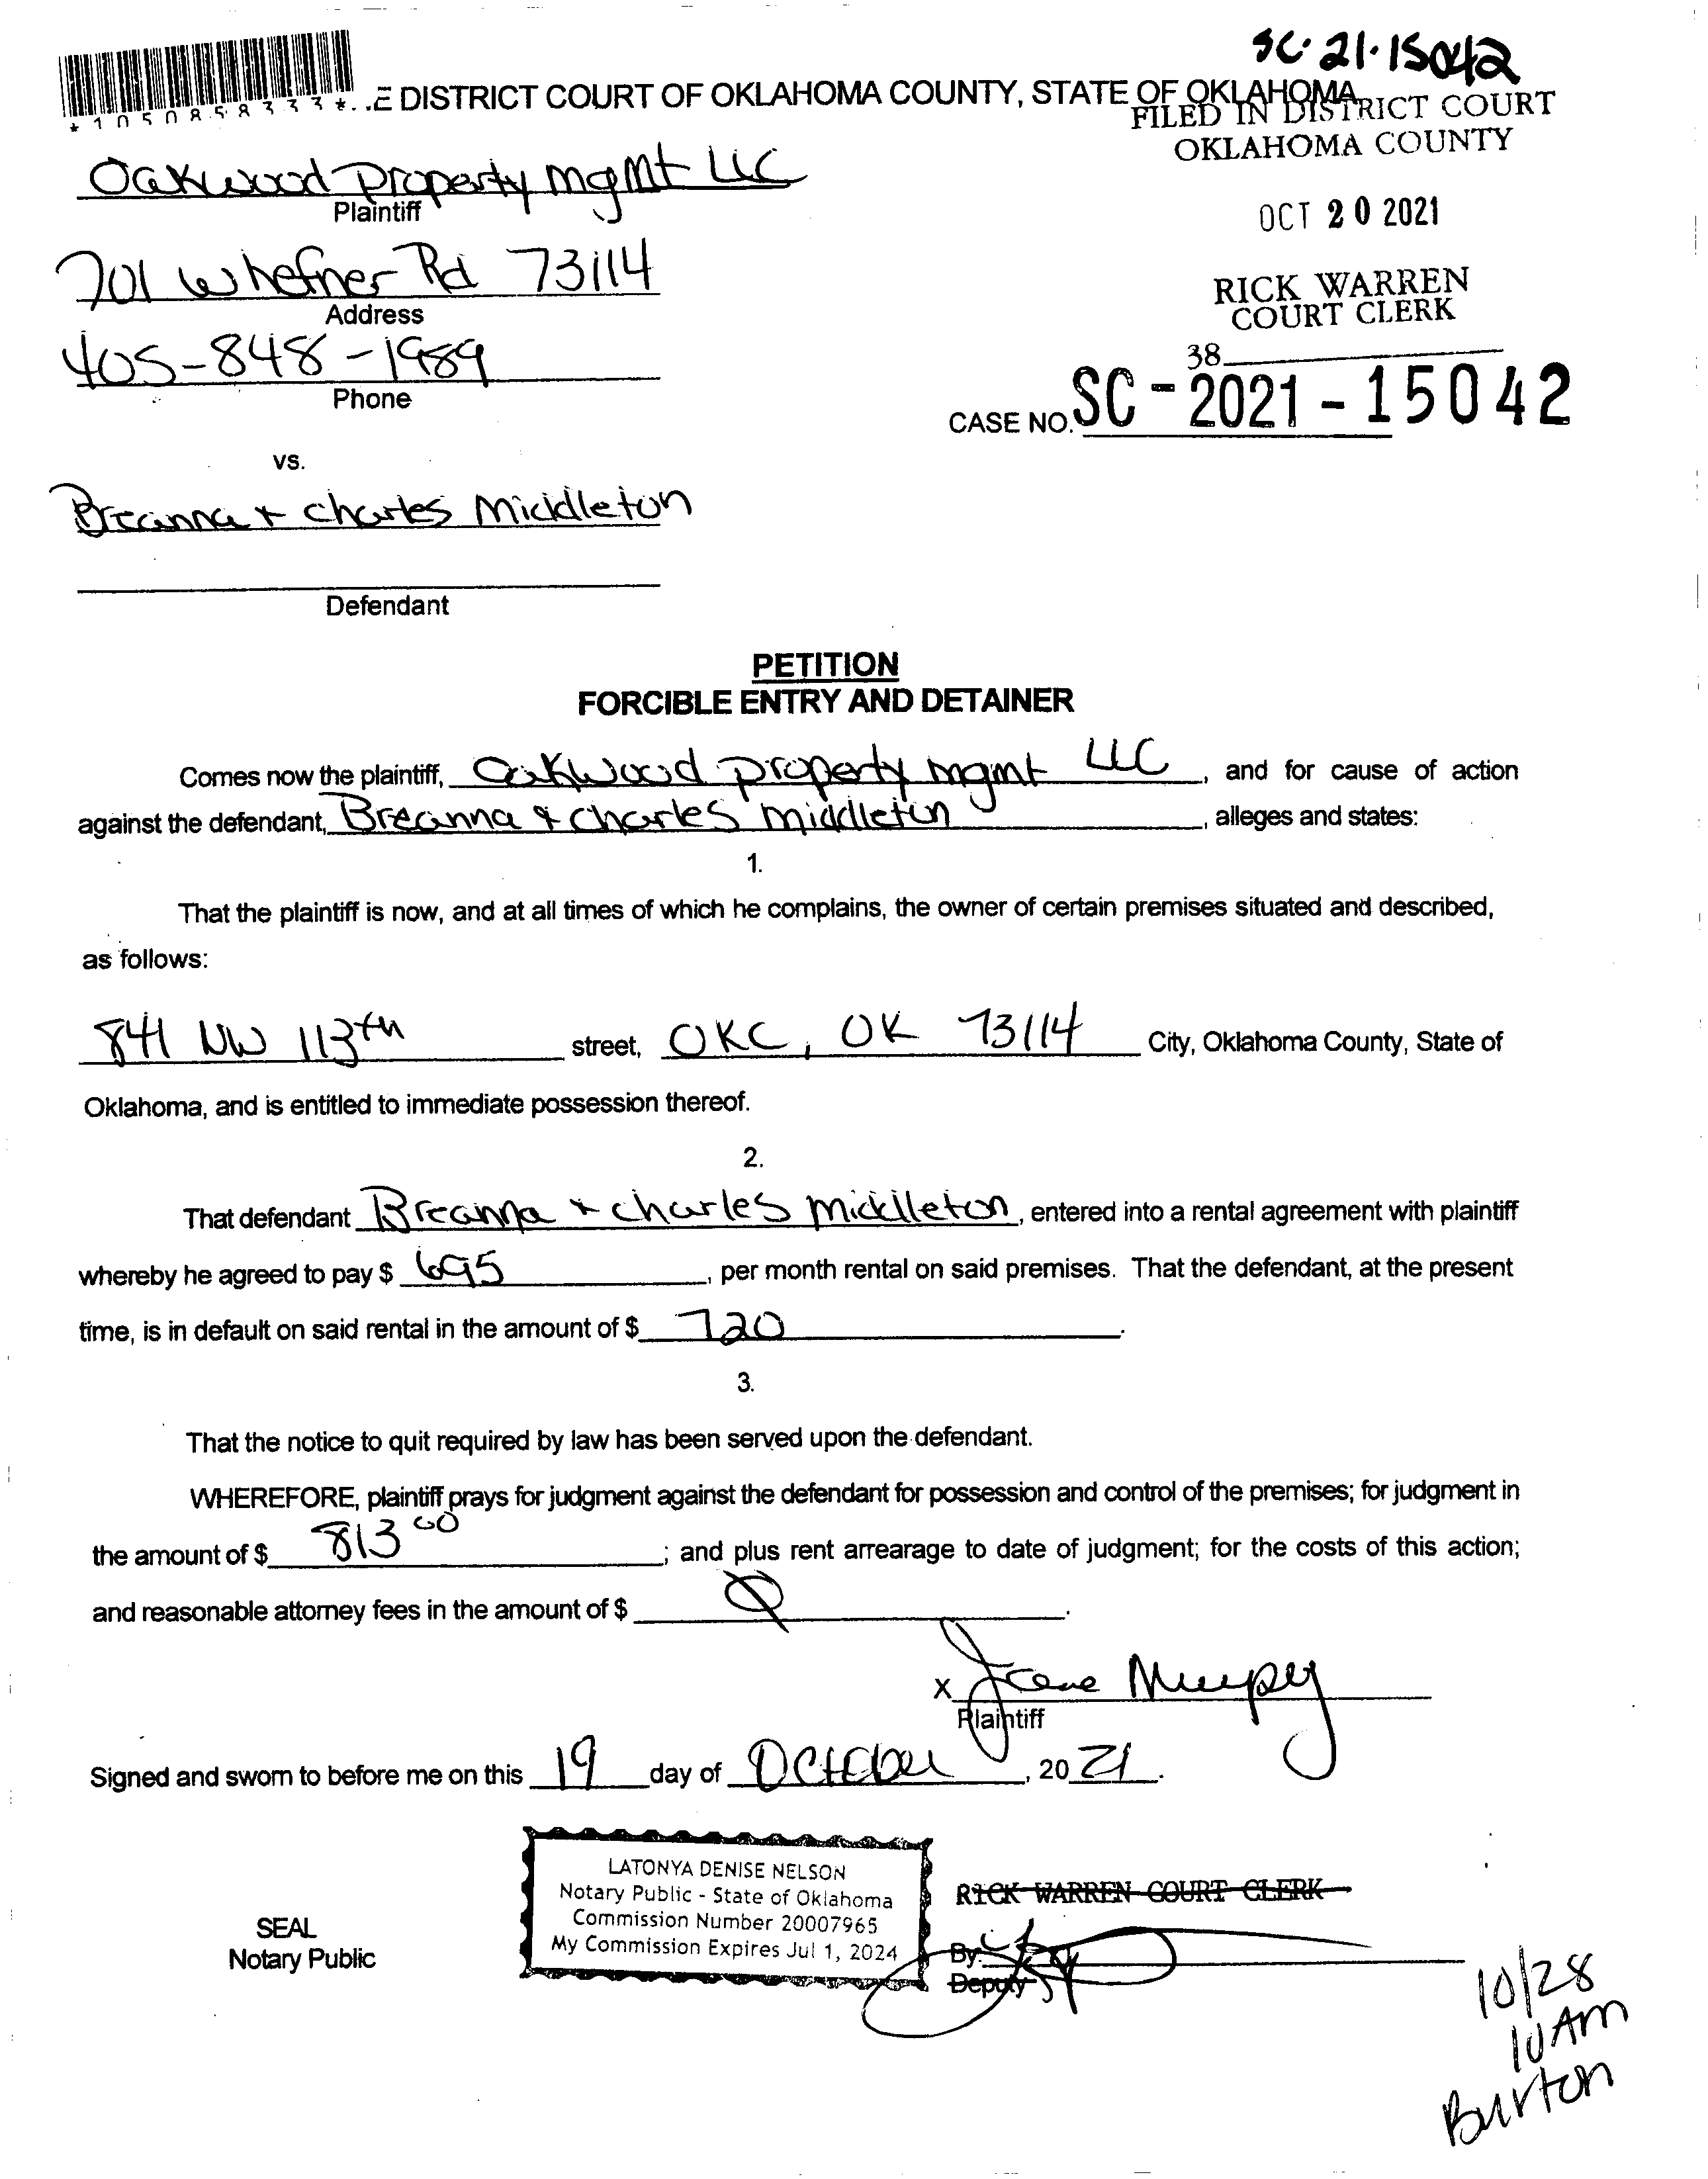 SC-21-15042
*1050858333*
E DISTRICT COURT OF OKLAHOMA COUNTY, STATE OF OKLAHOMA
FILED IN DISTRICT COURT
OKLAHOMA COUNTY
Oakwood Property mgmt LLC
Plaintiff
OCT 20 2021
701 W hefner Rd 73114
Address
RICK WARREN
COURT CLERK
405-848-1989
Phone
38
CASE NO. SC-2021-15042
vs.
Breanna + Charles Middleton
Defendant
PETITION
FORCIBLE ENTRY AND DETAINER
Comes now the plaintiff, Oakwood property mgmt LLC, and for cause of action
against the defendant, Breanna & Charles middleton, alleges and states:
1.
That the plaintiff is now, and at all times of which he complains, the owner of certain premises situated and described,
as follows:
841 NW 113th street, OKC, OK 73114 City, Oklahoma County, State of
Oklahoma, and is entitled to immediate possession thereof.
2.
That defendant Breanna + charles middleton, entered into a rental agreement with plaintiff
whereby he agreed to pay $ 695, per month rental on said premises. That the defendant, at the present
time, is in default on said rental in the amount of $ 720.
3.
That the notice to quit required by law has been served upon the defendant.
WHEREFORE, plaintiff prays for judgment against the defendant for possession and control of the premises; for judgment in
the amount of $ 813 00; and plus rent arrearage to date of judgment; for the costs of this action;
and reasonable attorney fees in the amount of $ Ø.
X Irene Murpy
Plaintiff
Signed and sworn to before me on this 19 day of October, 20 21.
LATONYA DENISE NELSON
Notary Public - State of Oklahoma
Commission Number 20007965
My Commission Expires Jul 1, 2024
RICK WARREN COURT CLERK
SEAL
Notary Public
By:
Deputy
10/28
10 Am
Burton